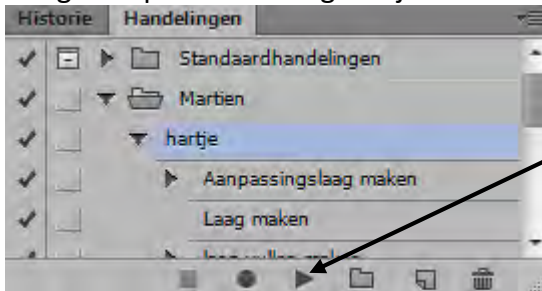 Historie Handelingen
Standaardhandelingen
Martien
hartje
Aanpassingslaag maken
Laag maken